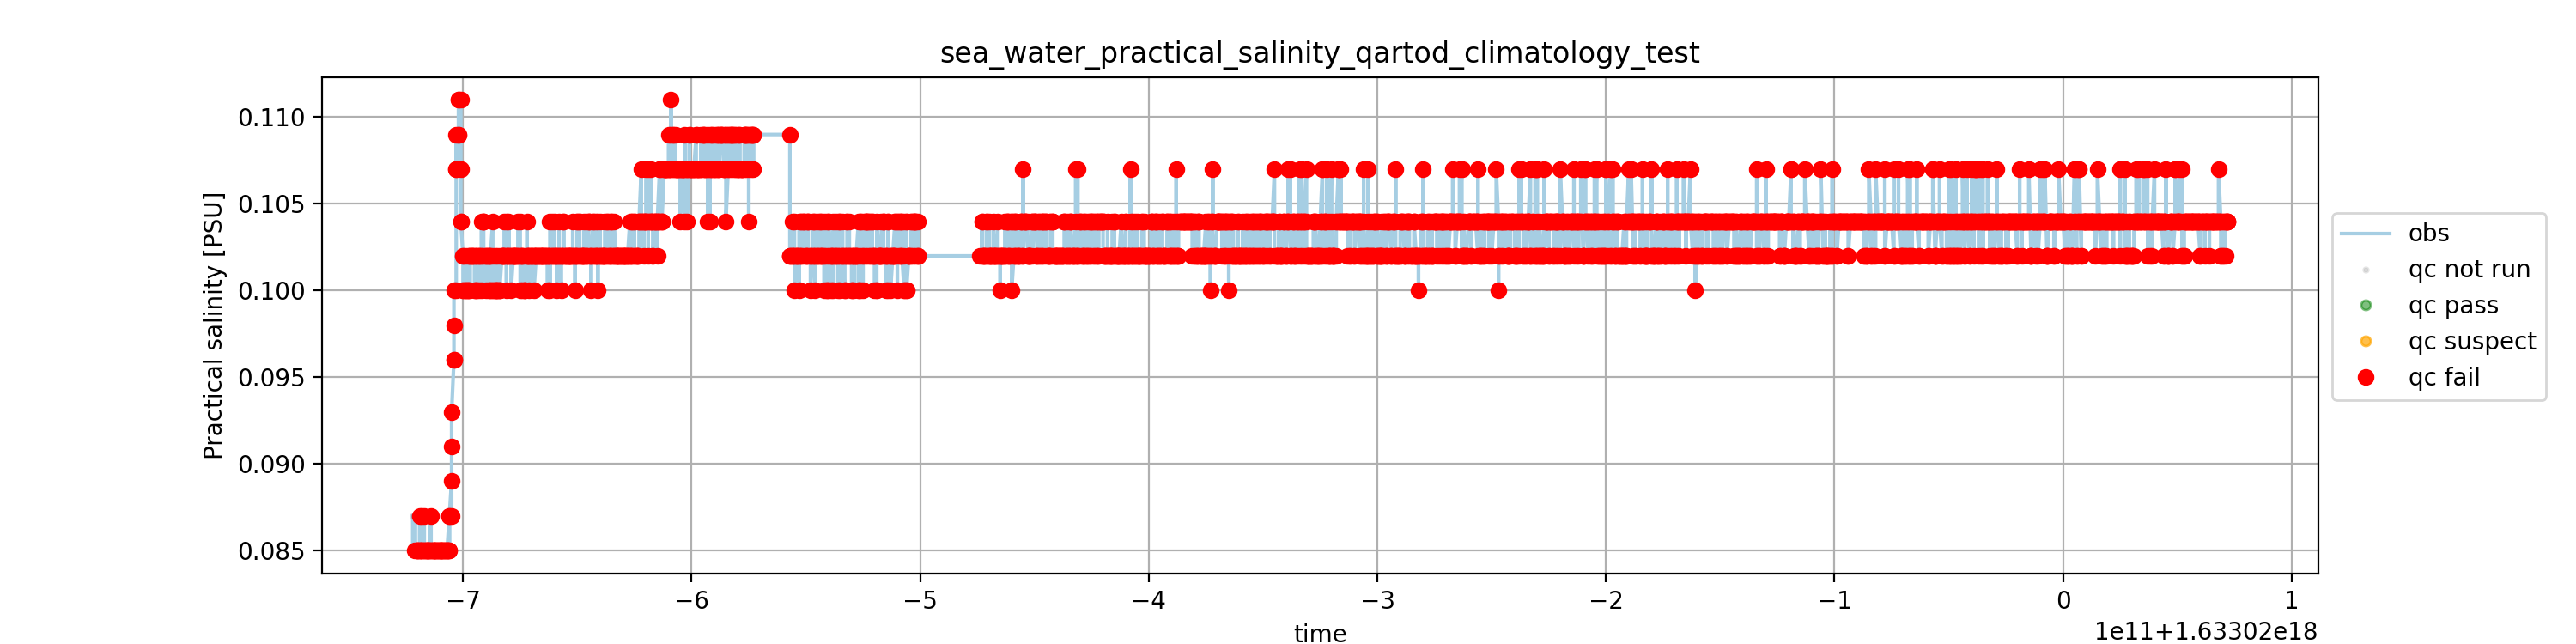 sea_water_practical_salinity_qartod_climatology_test
Practical salinity [PSU]
0.110
0.105
0.100
0.095
0.090
0.085
−7
−6
−5
−4
−3
−2
−1
0
1
time
1e11+1.63302e18
obs
qc not run
qc pass
qc suspect
qc fail